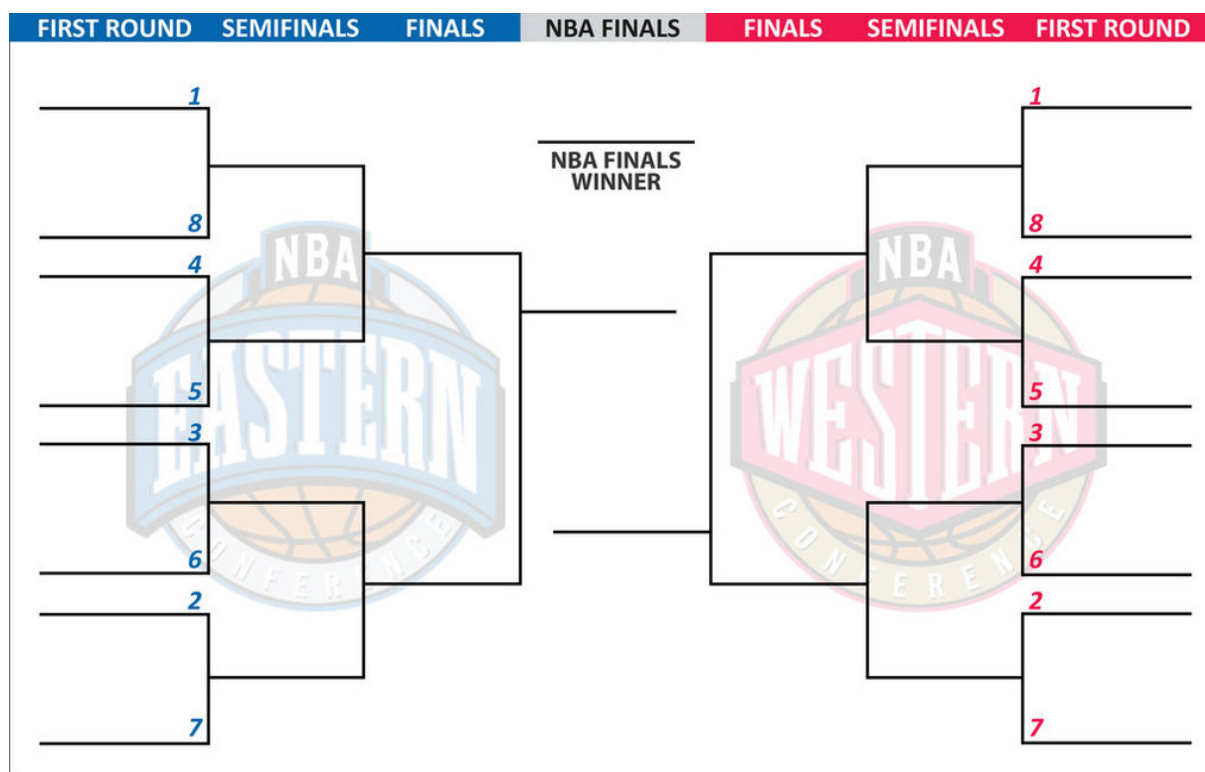 FIRST ROUND SEMIFINALS FINALS NBA FINALS FINALS SEMIFINALS FIRST ROUND
1
8
4
5
3
6
2
7
NBA FINALS
WINNER
NBA
EASTERN
CONFERENCE
NBA
WESTERN
CONFERENCE
1
8
4
5
3
6
2
7